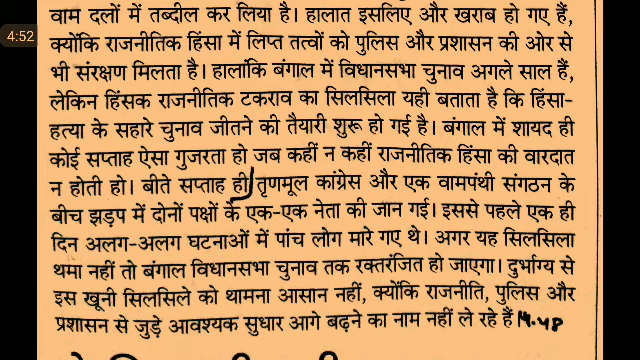 वाम दलों में तब्दील कर लिया है। हालात इसलिए और खराब हो गए हैं,
4:52
क्योंकि राजनीतिक हिंसा में लिप्त तत्वों को पुलिस और प्रशासन की ओर से
भी संरक्षण मिलता है। हालांकि बंगाल में विधानसभा चुनाव अगले साल हैं,
लेकिन हिंसक राजनीतिक टकराव का सिलसिला यही बताता है कि हिंसा-
हत्या के सहारे चुनाव जीतने की तैयारी शुरू हो गई है। बंगाल में शायद ही
कोई सप्ताह ऐसा गुजरता हो जब कहीं न कहीं राजनीतिक हिंसा की वारदात
न होती हो। बीते सप्ताह ही तृणमूल कांग्रेस और एक वामपंथी संगठन के
बीच झड़प में दोनों पक्षों के एक-एक नेता की जान गई। इससे पहले एक ही
दिन अलग-अलग घटनाओं में पांच लोग मारे गए थे। अगर यह सिलसिला
थमा नहीं तो बंगाल विधानसभा चुनाव तक रक्तरंजित हो जाएगा। दुर्भाग्य से
इस खूनी सिलसिले को थामना आसान नहीं, क्योंकि राजनीति, पुलिस और
प्रशासन से जुड़े आवश्यक सुधार आगे बढ़ने का नाम नहीं ले रहे हैं